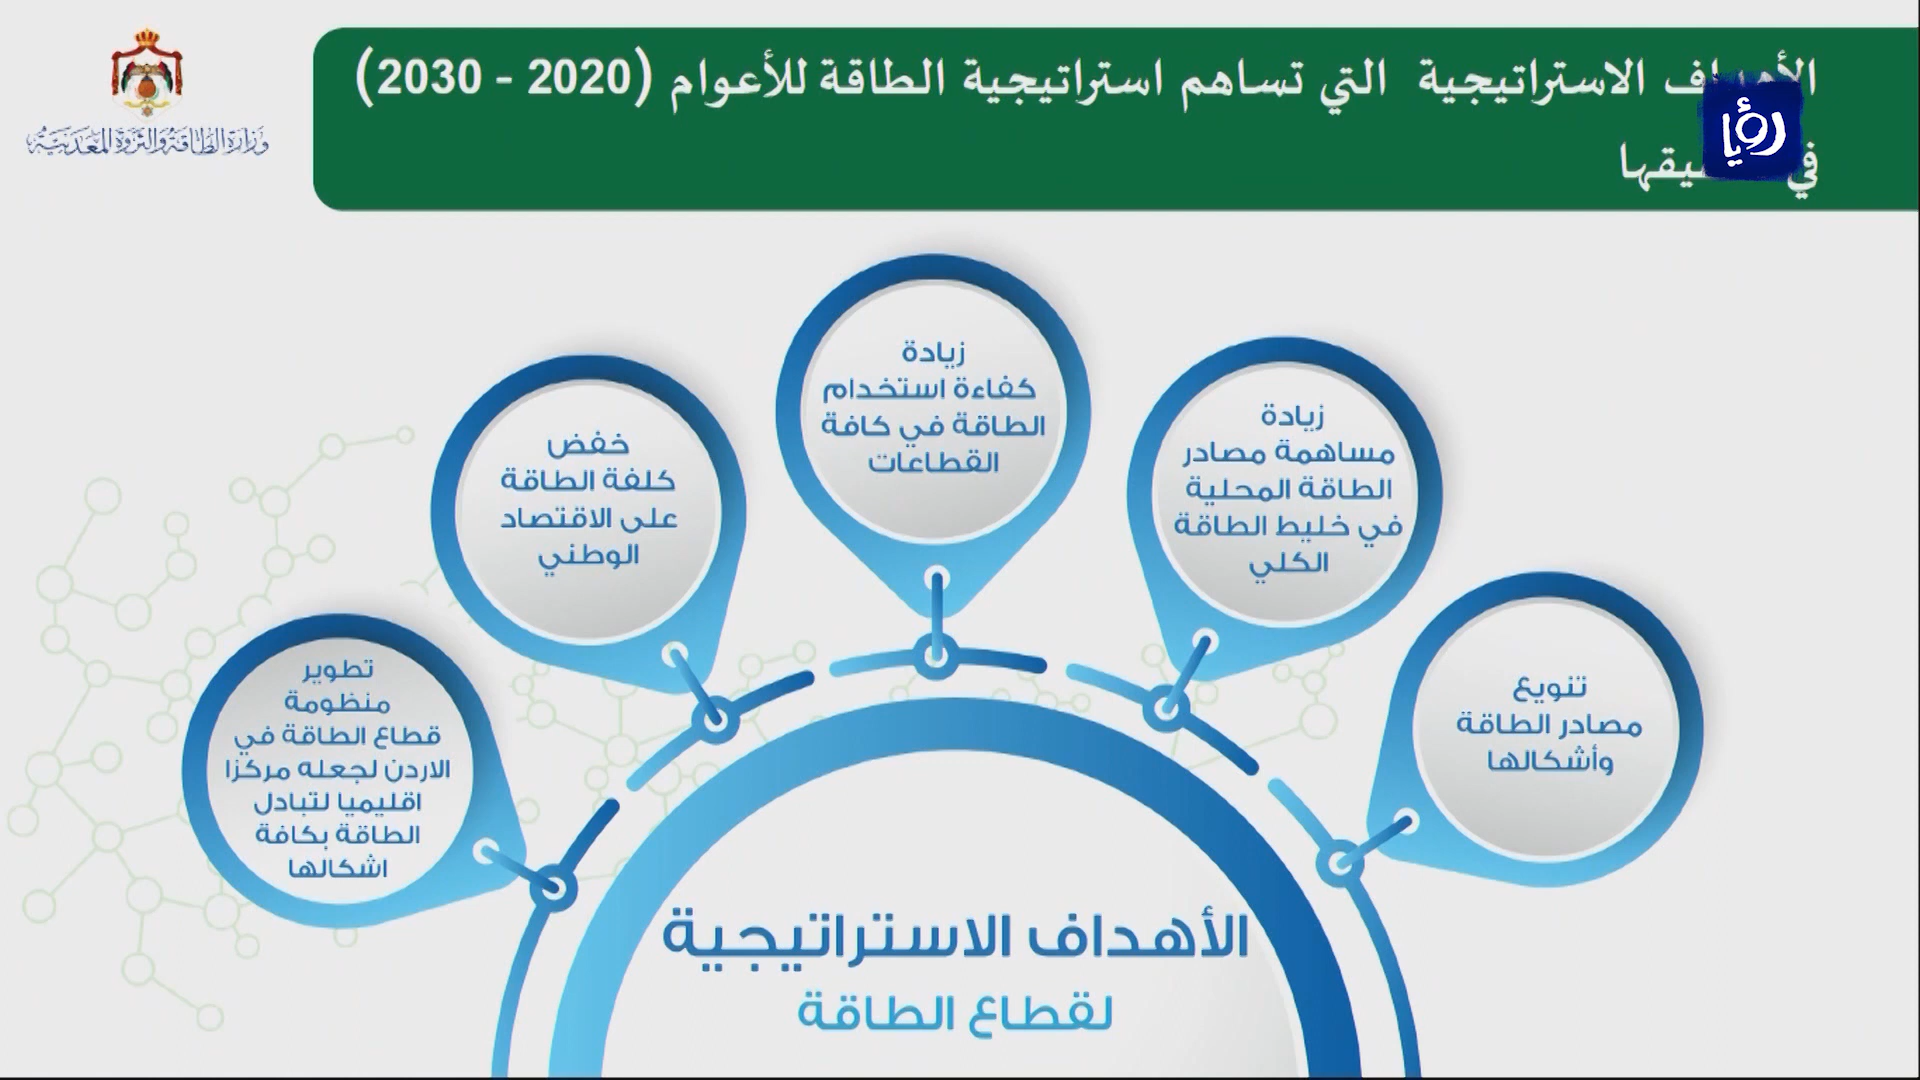 الأهداف الاستراتيجية التي تساهم استراتيجية الطاقة للأعوام (2020 - 2030)
في
رؤيا
وزارة الطاقة والثروة المعدنية
تنويع
مصادر الطاقة
وأشكالها
زيادة
مساهمة مصادر
الطاقة المحلية
في خليط الطاقة
الكلي
زيادة
كفاءة استخدام
الطاقة في كافة
القطاعات
خفض
كلفة الطاقة
على الاقتصاد
الوطني
تطوير
منظومة
قطاع الطاقة في
الاردن لجعله مركزا
اقليميا لتبادل
الطاقة بكافة
اشكالها
الأهداف الاستراتيجية
لقطاع الطاقة